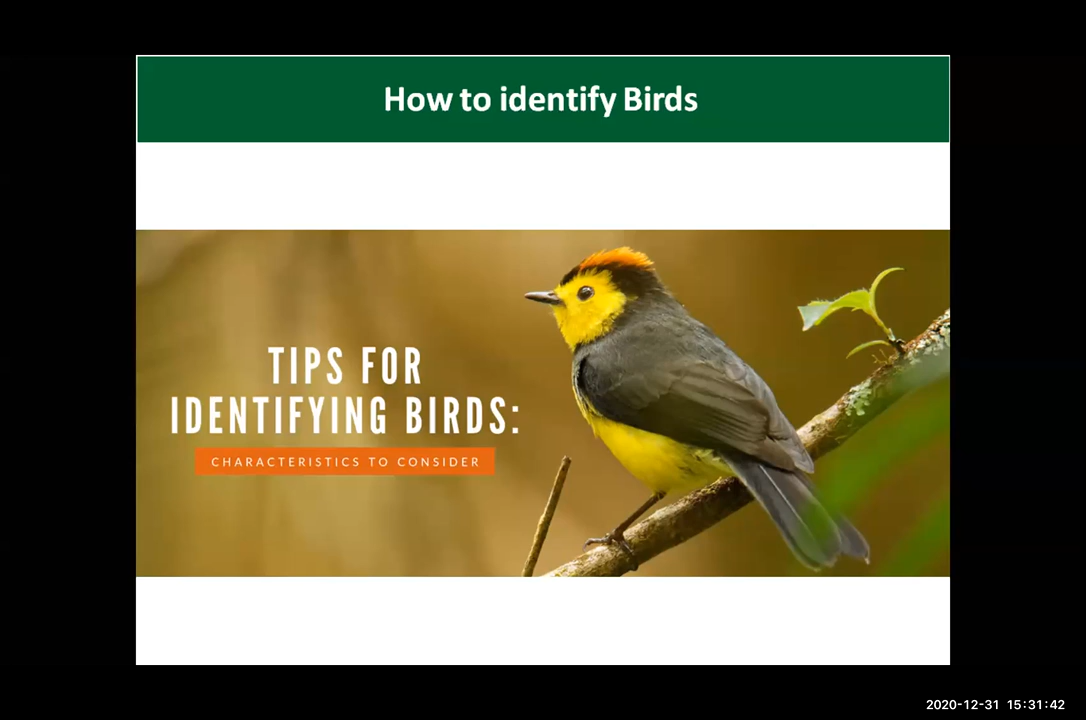 How to identify Birds
TIPS FOR
IDENTIFYING BIRDS:
CHARACTERISTICS TO CONSIDER
2020-12-31 15:31:42